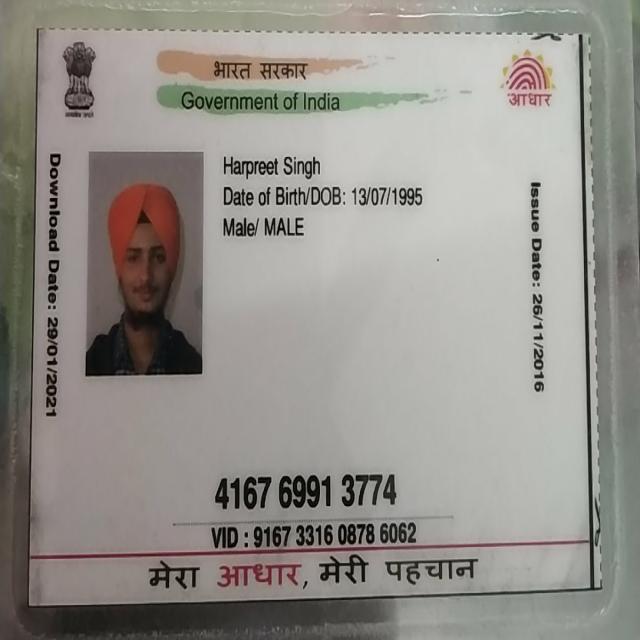 भारत सरकार
Government of India
आधार
Download Date: 29/01/2021
Harpreet Singh
Date of Birth/DOB: 13/07/1995
Male/ MALE
Issue Date: 26/11/2016
4167 6991 3774
VID : 9167 3316 0878 6062
मेरा आधार, मेरी पहचान